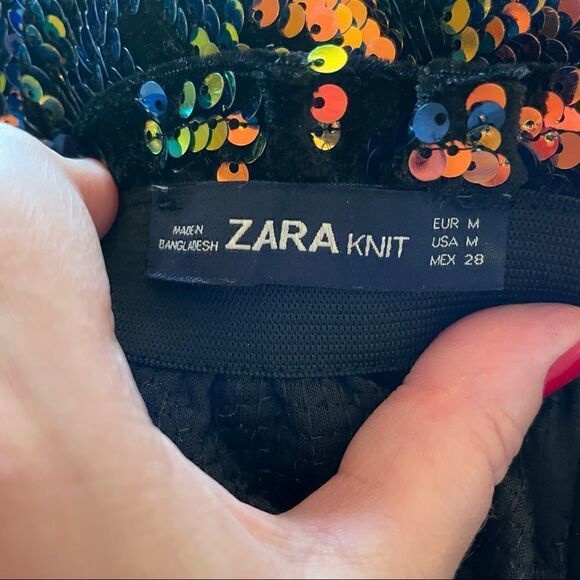 MADE IN
BANGLADESH
ZARA KNIT
EUR M
USA M
MEX 28